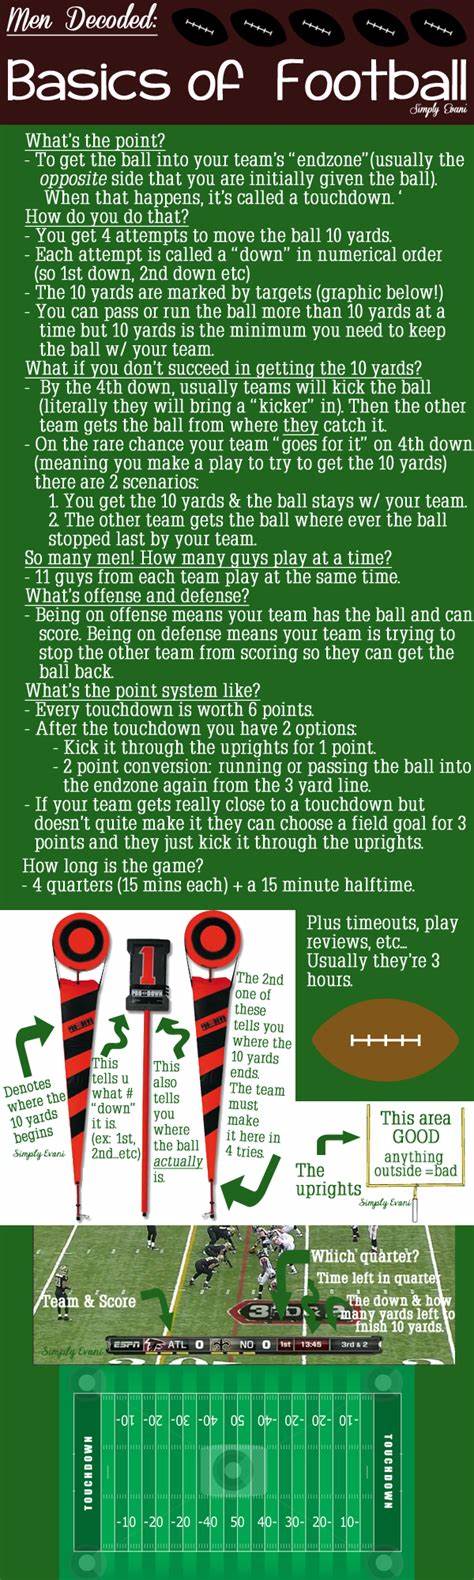 Men Decoded:
Basics of Football
Simply Evani
What's the point?
- To get the ball into your team's "endzone"(usually the
opposite side that you are initially given the ball).
When that happens, it's called a touchdown. '
How do you do that?
- You get 4 attempts to move the ball 10 yards.
- Each attempt is called a "down" in numerical order
(so 1st down, 2nd down etc)
- The 10 yards are marked by targets (graphic below!)
- You can pass or run the ball more than 10 yards at a
time but 10 yards is the minimum you need to keep
the ball w/ your team.
What if you don't succeed in getting the 10 yards?
- By the 4th down, usually teams will kick the ball
(literally they will bring a "kicker" in). Then the other
team gets the ball from where they catch it.
- On the rare chance your team "goes for it" on 4th down
(meaning you make a play to try to get the 10 yards)
there are 2 scenarios:
1. You get the 10 yards & the ball stays w/ your team.
2. The other team gets the ball where ever the ball
stopped last by your team.
So many men! How many guys play at a time?
- 11 guys from each team play at the same time.
What's offense and defense?
- Being on offense means your team has the ball and can
score. Being on defense means your team is trying to
stop the other team from scoring so they can get the
ball back.
What's the point system like?
- Every touchdown is worth 6 points.
- After the touchdown you have 2 options:
- Kick it through the uprights for 1 point.
- 2 point conversion: running or passing the ball into
the endzone again from the 3 yard line.
- If your team gets really close to a touchdown but
doesn't quite make it they can choose a field goal for 3
points and they just kick it through the uprights.
How long is the game?
- 4 quarters (15 mins each) + a 15 minute halftime.
Plus timeouts, play
reviews, etc...
Usually they're 3
hours.
1
PRO DOWN
Denotes
where the
10 yards
begins
Simply Evani
This
tells u
what #
"down"
it is.
(ex: 1st,
2nd...etc)
This
also
tells
you
where
the ball
actually
is.
The 2nd
one of
these
tells you
where the
10 yards
ends.
The team
must
make
it here in
4 tries.
The
uprights
This area
GOOD
anything
outside =bad
Simply Evani
Which quarter?
Time left in quarter
The down & how
many yards left to
fnish 10 yards.
Team & Score
Simply Evani
ESPN ATL 0 NO 0 1st 13:45 3rd & 2
TOUCHDOWN
-10 -20 -30 -40 50 40- 30- 20- 10-
-10 -20 -30 -40 50 40- 30- 20- 10-
TOUCHDOWN